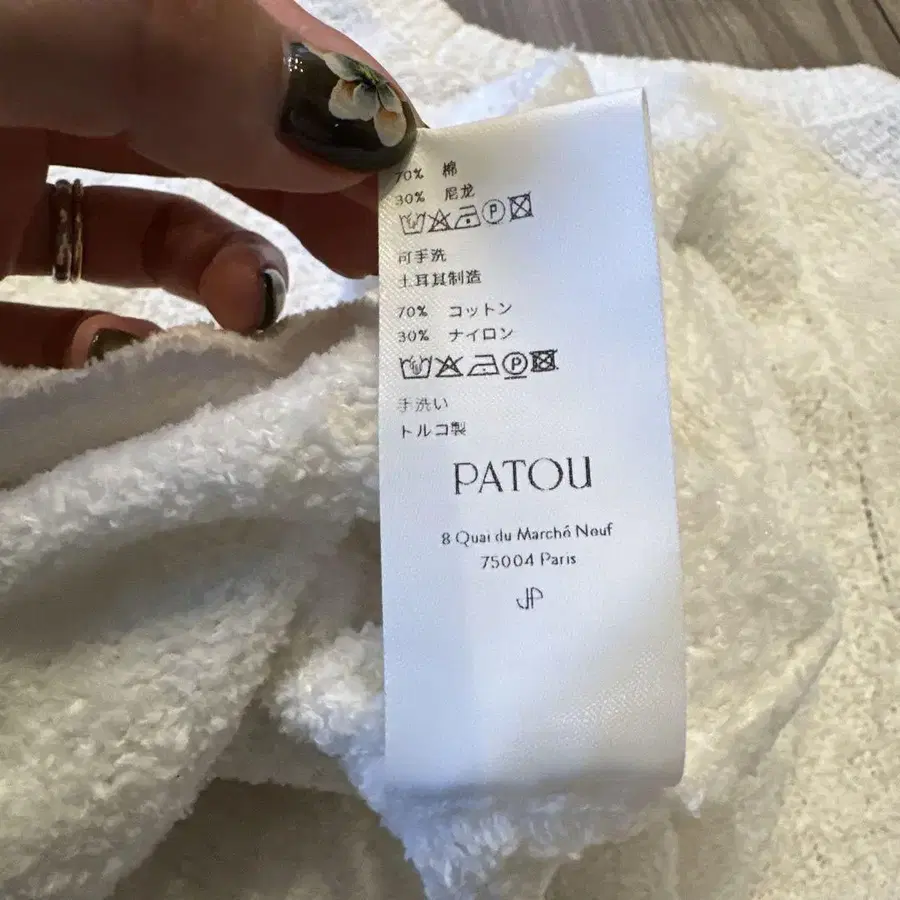 70% 棉
30% 尼龙
P
可手洗
土耳其制造
70% コットン
30% ナイロン
P
手洗い
トルコ製
PATOU
8 Quai du Marché Neuf
75004 Paris
JP